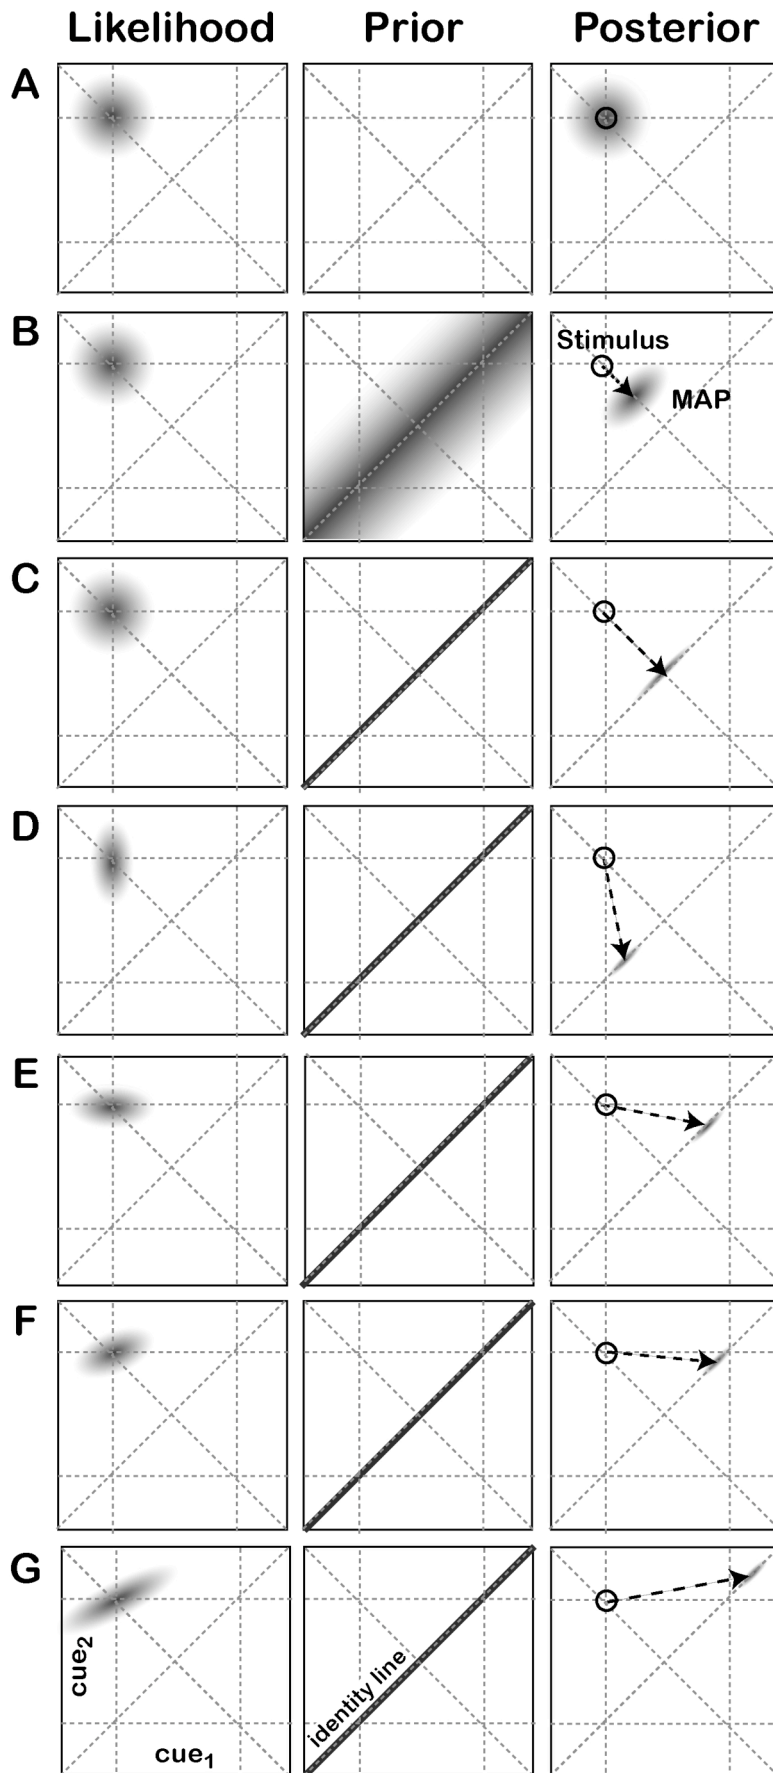 Likelihood Prior Posterior
A
B
Stimulus
MAP
C
D
E
F
G
cue₂
cue₁
identity line